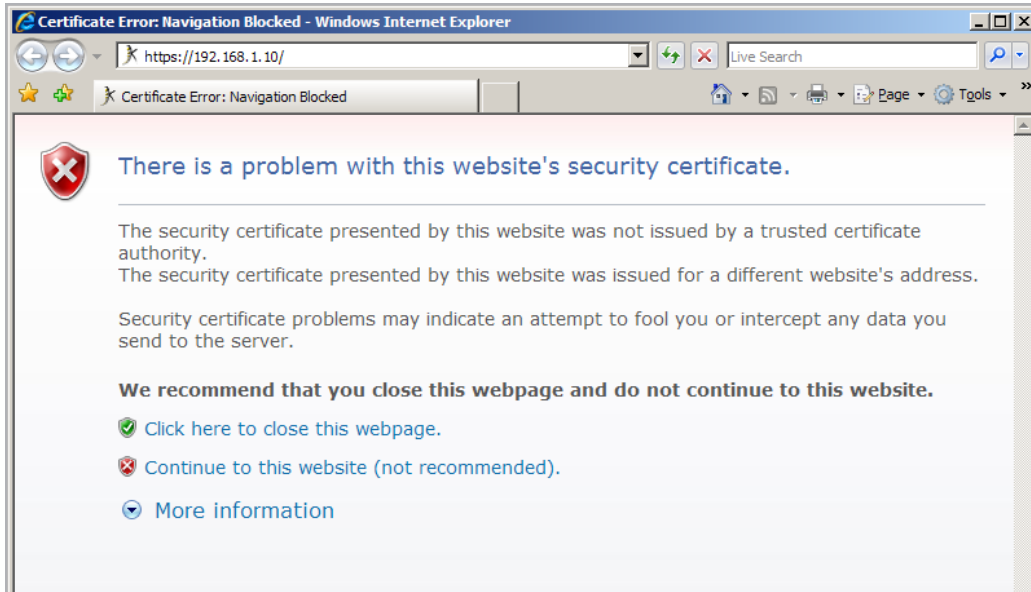 Certificate Error: Navigation Blocked - Windows Internet Explorer
https://192.168.1.10/
Live Search
Certificate Error: Navigation Blocked
Page
Tools
»
There is a problem with this website's security certificate.
The security certificate presented by this website was not issued by a trusted certificate
authority.
The security certificate presented by this website was issued for a different website's address.
Security certificate problems may indicate an attempt to fool you or intercept any data you
send to the server.
We recommend that you close this webpage and do not continue to this website.
Click here to close this webpage.
Continue to this website (not recommended).
More information